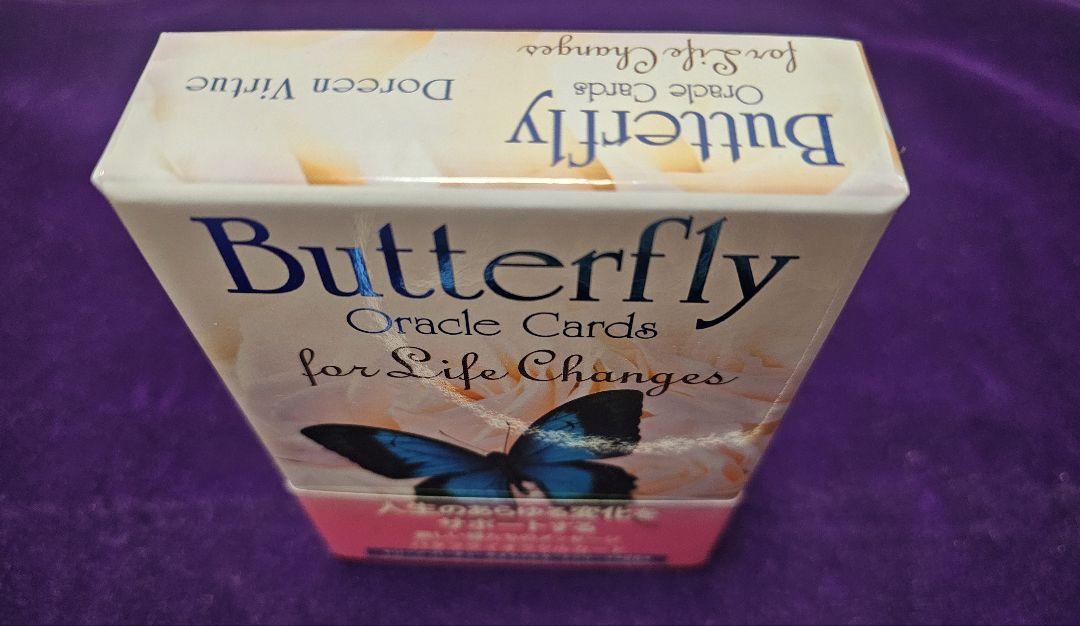 for Life Changes
Oracle Cards
Butterfly
Doreen Virtue
Butterfly
Oracle Cards
for Life Changes
人生のあらゆる変化を
サポートする